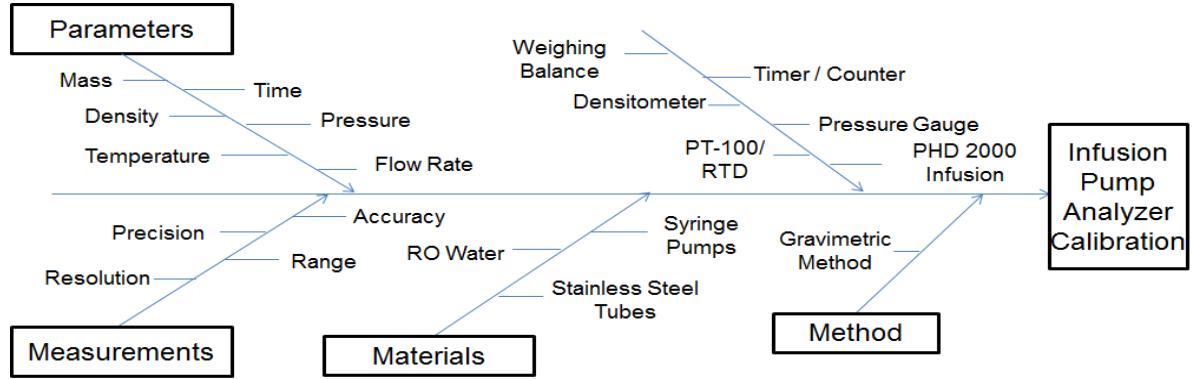 Parameters
Mass
Time
Density
Pressure
Temperature
Flow Rate
Weighing
Balance
Timer / Counter
Densitometer
Pressure Gauge
PT-100/
RTD
PHD 2000
Infusion
Infusion
Pump
Analyzer
Calibration
Accuracy
Precision
Range
Resolution
Measurements
Syringe
Pumps
RO Water
Stainless Steel
Tubes
Materials
Gravimetric
Method
Method